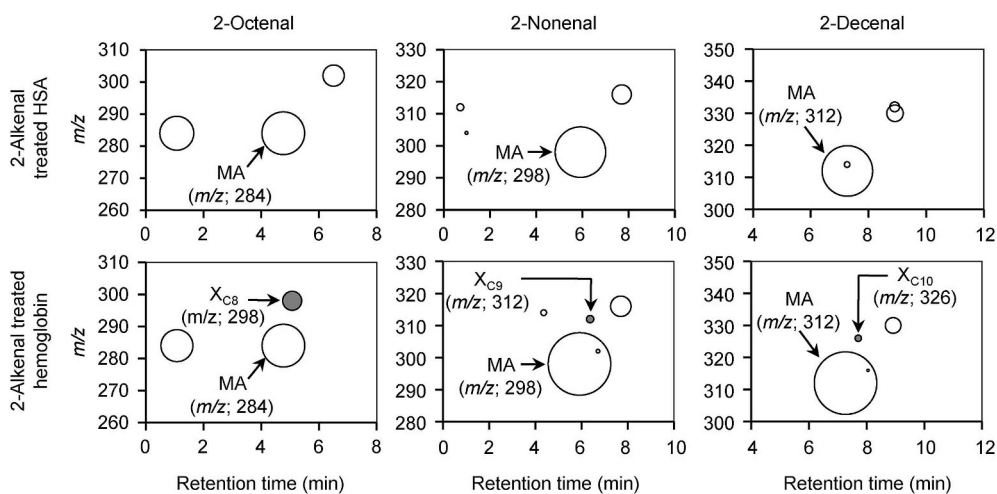 2-Octenal
2-Nonenal
2-Decenal
2-Alkenal
treated HSA
m/z
310
300
290
280
270
260
0 2 4 6 8
MA
(m/z; 284)
330
320
310
300
290
280
0 2 4 6 8 10
MA
(m/z; 298)
350
340
330
320
310
300
4 6 8 10 12
MA
(m/z; 312)
2-Alkenal treated
hemoglobin
m/z
310
300
290
280
270
260
0 2 4 6 8
XC8
(m/z; 298)
MA
(m/z; 284)
Retention time (min)
330
320
310
300
290
280
0 2 4 6 8 10
XC9
(m/z; 312)
MA
(m/z; 298)
Retention time (min)
350
340
330
320
310
300
4 6 8 10 12
XC10
(m/z; 326)
MA
(m/z; 312)
Retention time (min)